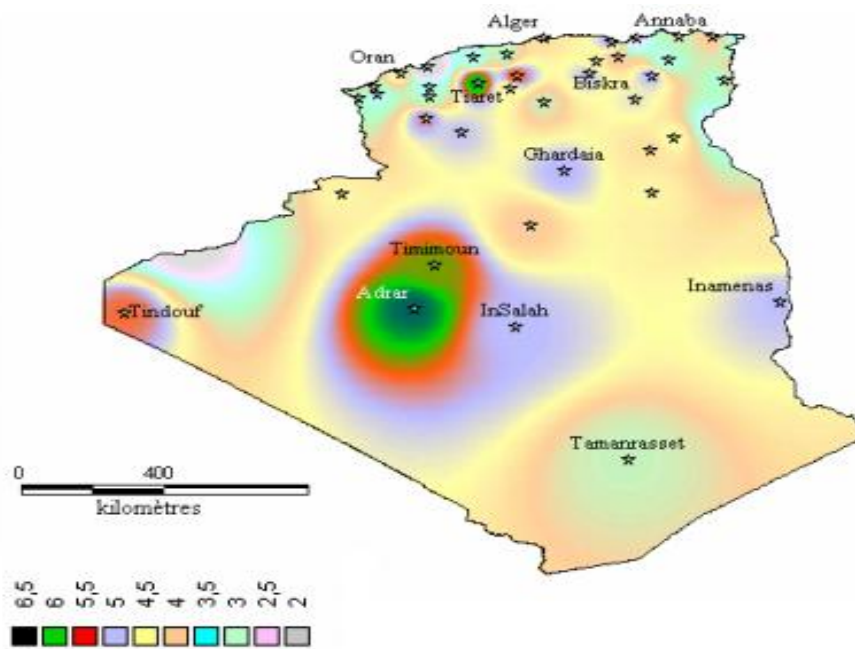 Alger
Annaba
Oran
Tiaret
Biskra
Ghardaia
Timimoun
Adrar
Tindouf
InSalah
Inamenas
Tamanrasset
0 400
kilomètres
6,5 6 5,5 5 4,5 4 3,5 3 2,5 2